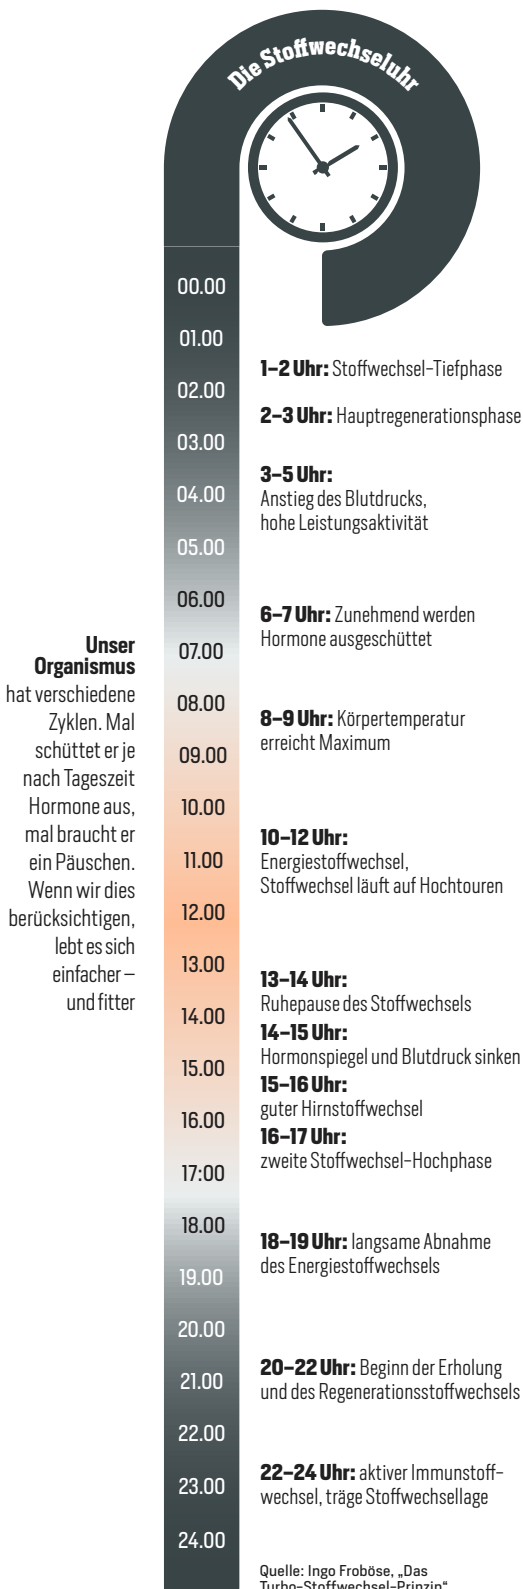 Die Stoffwechseluhr
00.00
01.00
02.00
03.00
04.00
05.00
06.00
07.00
08.00
09.00
10.00
11.00
12.00
13.00
14.00
15.00
16.00
17:00
18.00
19.00
20.00
21.00
22.00
23.00
24.00
Unser
Organismus
hat verschiedene
Zyklen. Mal
schüttet er je
nach Tageszeit
Hormone aus,
mal braucht er
ein Päuschen.
Wenn wir dies
berücksichtigen,
lebt es sich
einfacher –
und fitter
1–2 Uhr: Stoffwechsel-Tiefphase
2–3 Uhr: Hauptregenerationsphase
3–5 Uhr:
Anstieg des Blutdrucks,
hohe Leistungsaktivität
6–7 Uhr: Zunehmend werden
Hormone ausgeschüttet
8–9 Uhr: Körpertemperatur
erreicht Maximum
10–12 Uhr:
Energiestoffwechsel,
Stoffwechsel läuft auf Hochtouren
13–14 Uhr:
Ruhepause des Stoffwechsels
14–15 Uhr:
Hormonspiegel und Blutdruck sinken
15–16 Uhr:
guter Hirnstoffwechsel
16–17 Uhr:
zweite Stoffwechsel-Hochphase
18–19 Uhr: langsame Abnahme
des Energiestoffwechsels
20–22 Uhr: Beginn der Erholung
und des Regenerationsstoffwechsels
22–24 Uhr: aktiver Immunstoff-
wechsel, träge Stoffwechsellage
Quelle: Ingo Froböse, „Das
Turbo-Stoffwechsel-Prinzip“